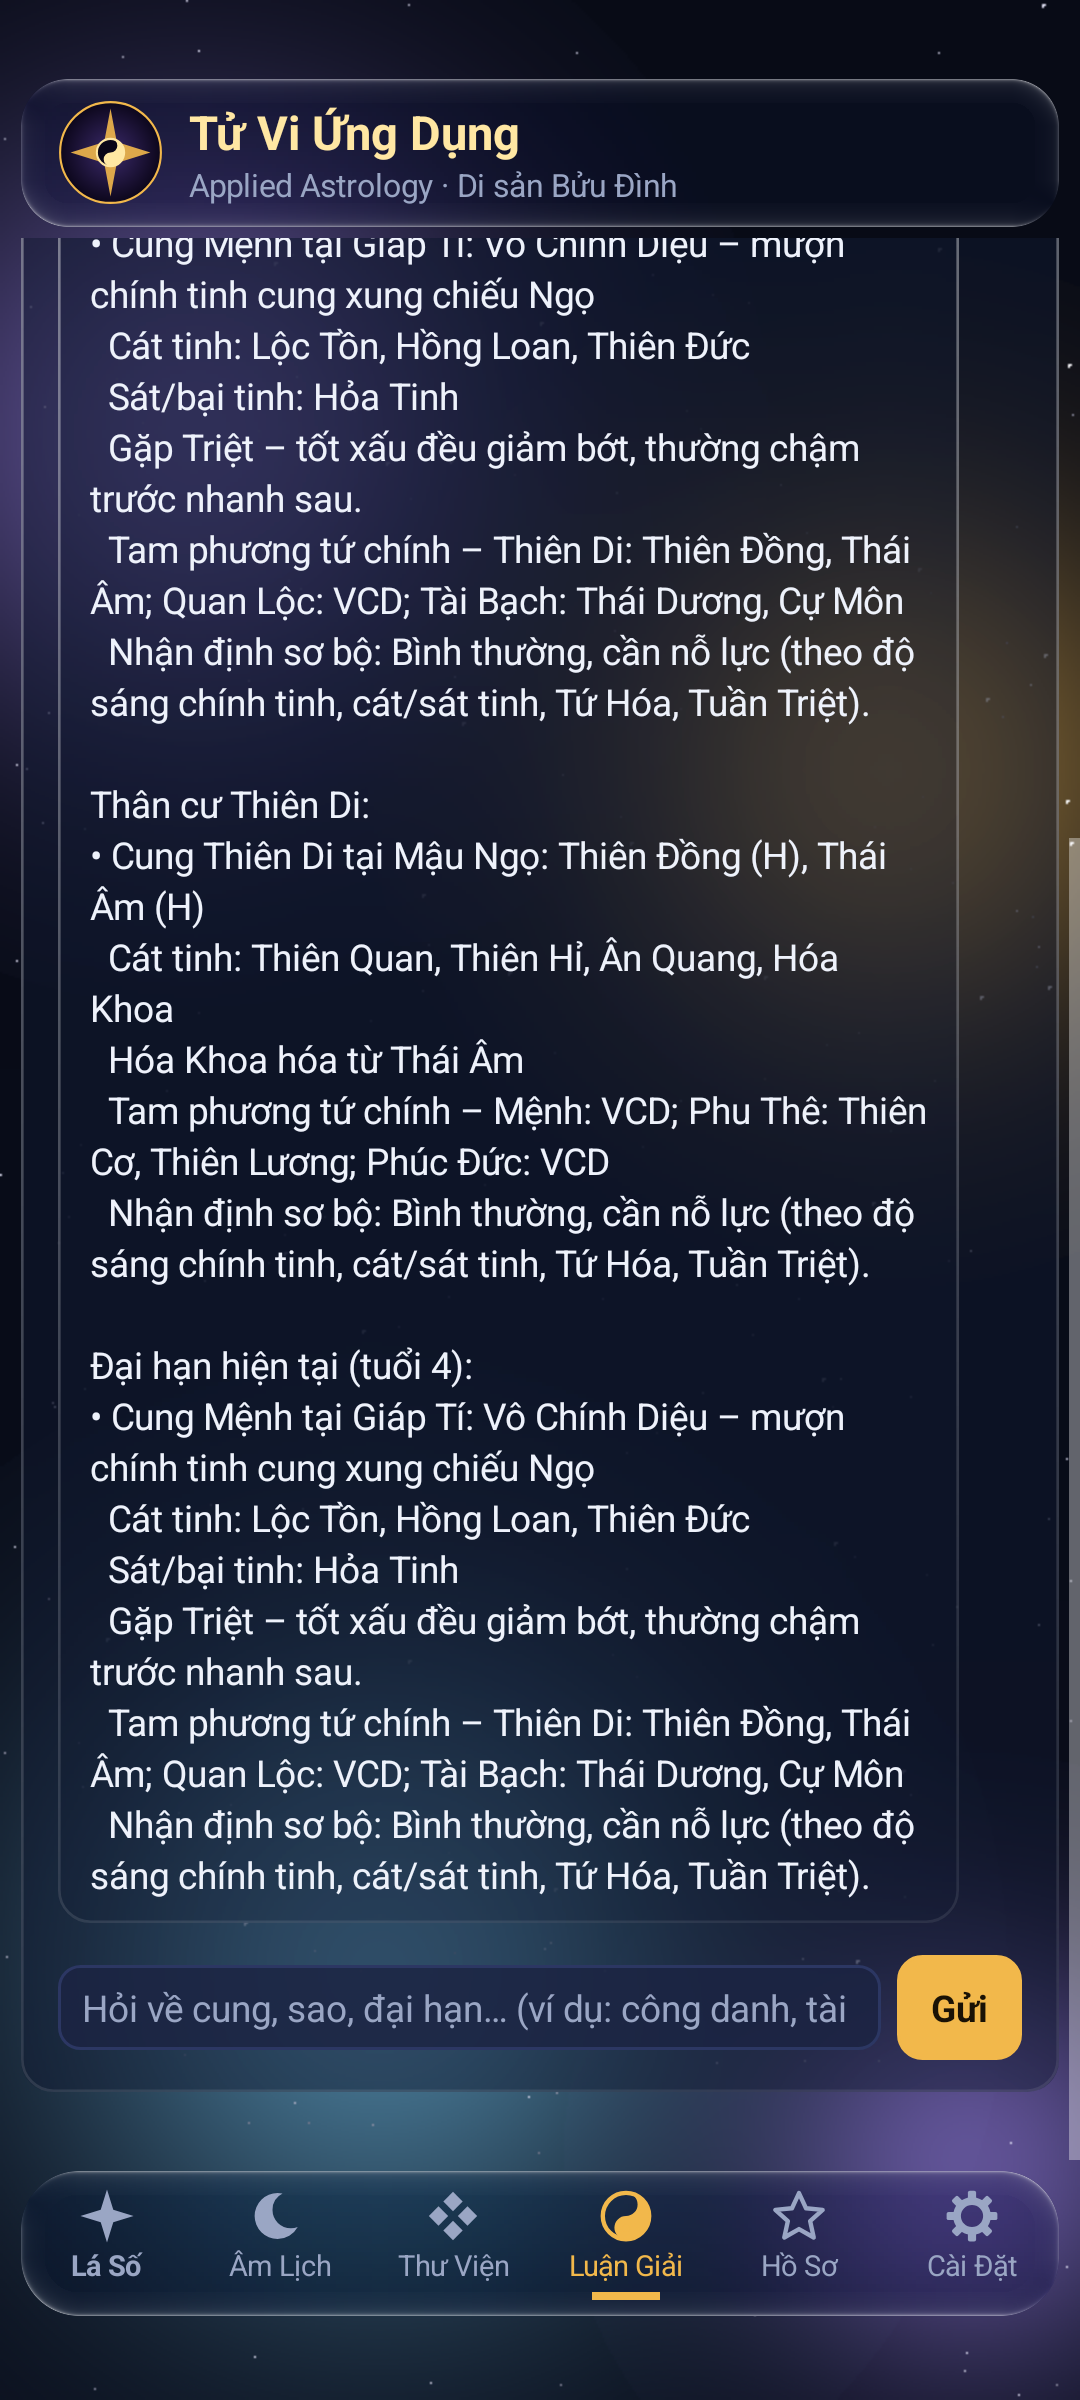 Tử Vi Ứng Dụng
Applied Astrology · Di sản Bửu Đình
• Cung Mệnh tại Giáp Tí: Vô Chính Diệu – mượn
chính tinh cung xung chiếu Ngọ
Cát tinh: Lộc Tồn, Hồng Loan, Thiên Đức
Sát/bại tinh: Hỏa Tinh
Gặp Triệt – tốt xấu đều giảm bớt, thường chậm
trước nhanh sau.
Tam phương tứ chính – Thiên Di: Thiên Đồng, Thái
Âm; Quan Lộc: VCD; Tài Bạch: Thái Dương, Cự Môn
Nhận định sơ bộ: Bình thường, cần nỗ lực (theo độ
sáng chính tinh, cát/sát tinh, Tứ Hóa, Tuần Triệt).
Thân cư Thiên Di:
• Cung Thiên Di tại Mậu Ngọ: Thiên Đồng (H), Thái
Âm (H)
Cát tinh: Thiên Quan, Thiên Hỉ, Ân Quang, Hóa
Khoa
Hóa Khoa hóa từ Thái Âm
Tam phương tứ chính – Mệnh: VCD; Phu Thê: Thiên
Cơ, Thiên Lương; Phúc Đức: VCD
Nhận định sơ bộ: Bình thường, cần nỗ lực (theo độ
sáng chính tinh, cát/sát tinh, Tứ Hóa, Tuần Triệt).
Đại hạn hiện tại (tuổi 4):
• Cung Mệnh tại Giáp Tí: Vô Chính Diệu – mượn
chính tinh cung xung chiếu Ngọ
Cát tinh: Lộc Tồn, Hồng Loan, Thiên Đức
Sát/bại tinh: Hỏa Tinh
Gặp Triệt – tốt xấu đều giảm bớt, thường chậm
trước nhanh sau.
Tam phương tứ chính – Thiên Di: Thiên Đồng, Thái
Âm; Quan Lộc: VCD; Tài Bạch: Thái Dương, Cự Môn
Nhận định sơ bộ: Bình thường, cần nỗ lực (theo độ
sáng chính tinh, cát/sát tinh, Tứ Hóa, Tuần Triệt).
Hỏi về cung, sao, đại hạn... (ví dụ: công danh, tài
Gửi
Lá Số
Âm Lịch
Thư Viện
Luận Giải
Hồ Sơ
Cài Đặt